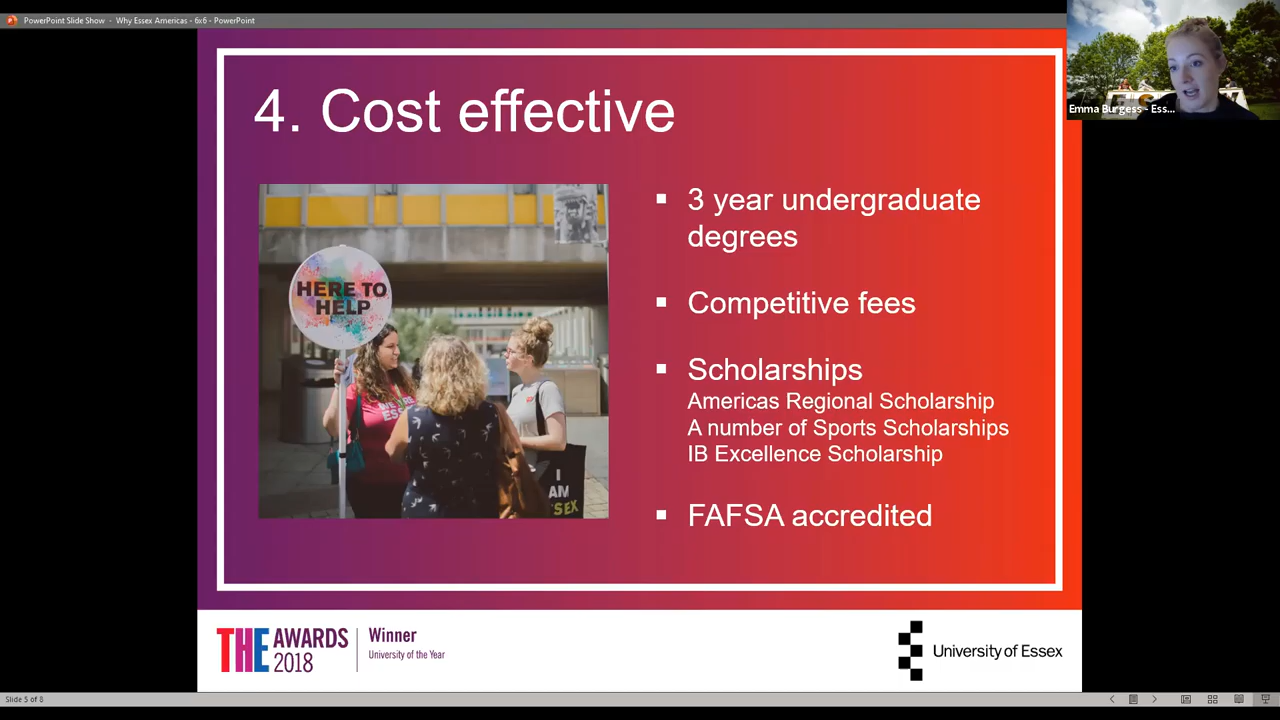 PowerPoint Slide Show - Why Essex Americas - 6x6 - PowerPoint
Emma Burgess - Ess...
4. Cost effective
HERE TO
HELP
I
AM
ESSEX
▪ 3 year undergraduate
degrees
▪ Competitive fees
▪ Scholarships
Americas Regional Scholarship
A number of Sports Scholarships
IB Excellence Scholarship
▪ FAFSA accredited
THE AWARDS
2018
Winner
University of the Year
University of Essex
Slide 5 of 8